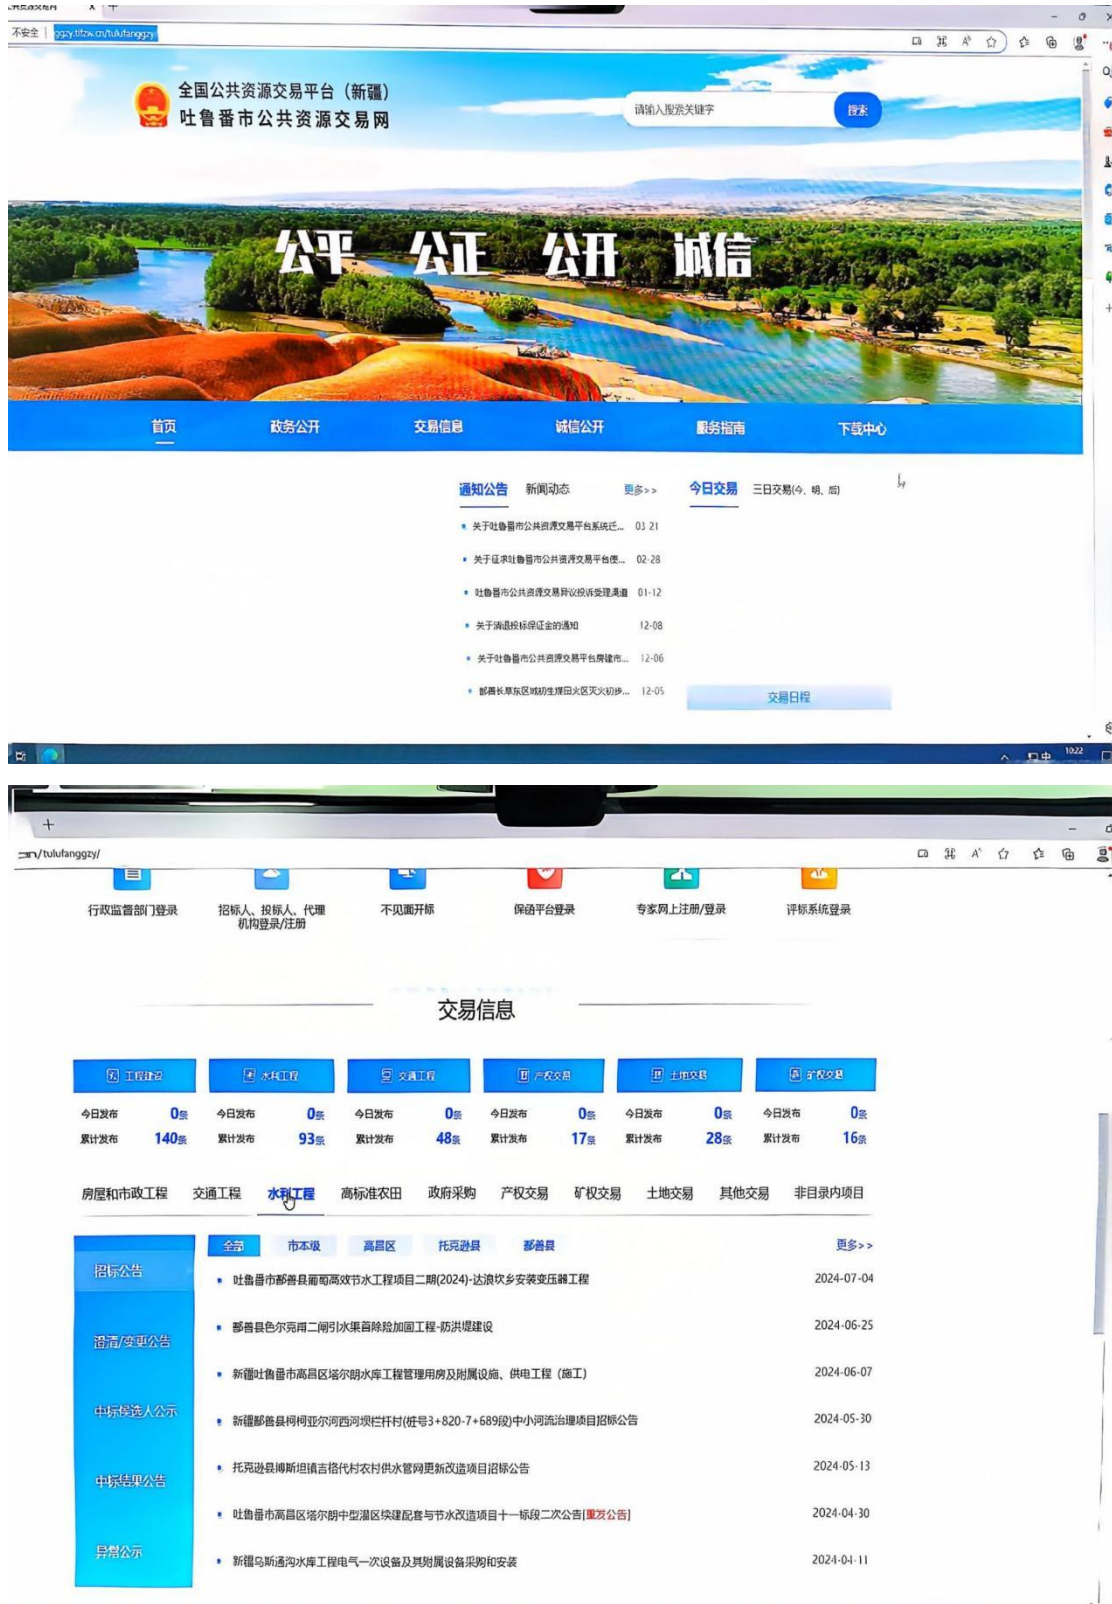 不安全 ggzy.tlfzw.cn/tulufanggzy
全国公共资源交易平台（新疆）
吐鲁番市公共资源交易网
请输入搜索关键字
搜索
公平 公正 公开 诚信
首页 政务公开 交易信息 诚信公开 服务指南 下载中心
通知公告 新闻动态 更多>> 今日交易 三日交易(今、明、后)
关于吐鲁番市公共资源交易平台系统迁... 03-21
关于征求吐鲁番市公共资源交易平台使... 02-28
吐鲁番市公共资源交易异议投诉受理渠道 01-12
关于清退投标保证金的通知 12-08
关于吐鲁番市公共资源交易平台房建市... 12-06
鄯善长草东区域初生煤田火区灭火初步... 12-05
交易日程
中 10:22
/tulufanggzy/
行政监督部门登录 招标人、投标人、代理机构登录/注册 不见面开标 保函平台登录 专家网上注册/登录 评标系统登录
交易信息
工程建设 水利工程 交通工程 产权交易 土地交易 矿权交易
今日发布 0条 今日发布 0条 今日发布 0条 今日发布 0条 今日发布 0条 今日发布 0条
累计发布 140条 累计发布 93条 累计发布 48条 累计发布 17条 累计发布 28条 累计发布 16条
房屋和市政工程 交通工程 水利工程 高标准农田 政府采购 产权交易 矿权交易 土地交易 其他交易 非目录内项目
全部 市本级 高昌区 托克逊县 鄯善县 更多>>
招标公告
澄清/变更公告
中标候选人公示
中标结果公告
异常公示
吐鲁番市鄯善县葡萄高效节水工程项目二期(2024)-达浪坎乡安装变压器工程 2024-07-04
鄯善县色尔克甫二闸引水渠首除险加固工程-防洪堤建设 2024-06-25
新疆吐鲁番市高昌区塔尔朗水库工程管理用房及附属设施、供电工程（施工） 2024-06-07
新疆鄯善县柯柯亚尔河西河坝栏杆村(桩号3+820-7+689段)中小河流治理项目招标公告 2024-05-30
托克逊县博斯坦镇吉格代村农村供水管网更新改造项目招标公告 2024-05-13
吐鲁番市高昌区塔尔朗中型灌区续建配套与节水改造项目十一标段二次公告[重发公告] 2024-04-30
新疆乌斯通沟水库工程电气一次设备及其附属设备采购和安装 2024-04-11